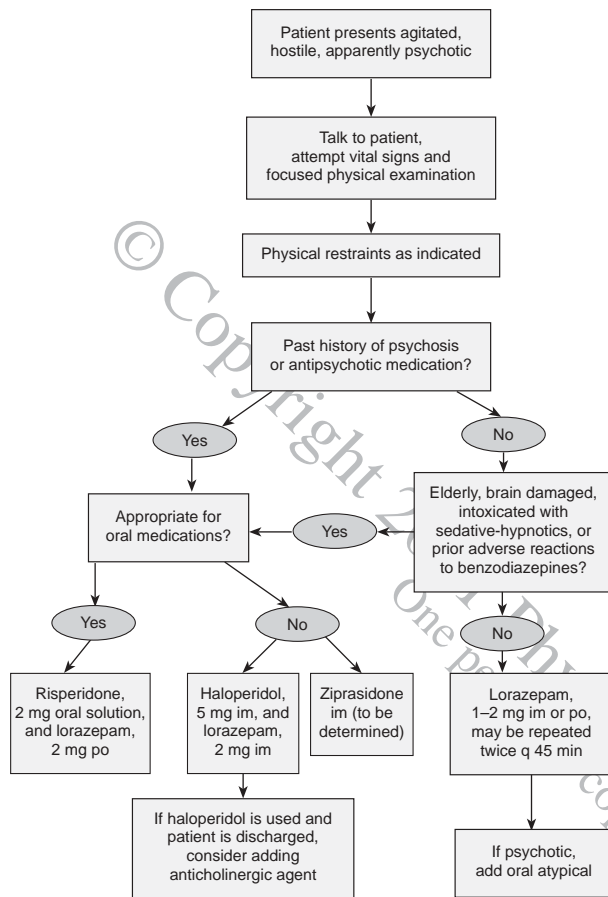 Patient presents agitated,
hostile, apparently psychotic
Talk to patient,
attempt vital signs and
focused physical examination
Physical restraints as indicated
Past history of psychosis
or antipsychotic medication?
Yes
No
Appropriate for
oral medications?
Yes
Elderly, brain damaged,
intoxicated with
sedative-hypnotics, or
prior adverse reactions
to benzodiazepines?
Yes
No
No
Risperidone,
2 mg oral solution,
and lorazepam,
2 mg po
Haloperidol,
5 mg im, and
lorazepam,
2 mg im
Ziprasidone
im (to be
determined)
Lorazepam,
1–2 mg im or po,
may be repeated
twice q 45 min
If haloperidol is used and
patient is discharged,
consider adding
anticholinergic agent
If psychotic,
add oral atypical
© Copyright
One